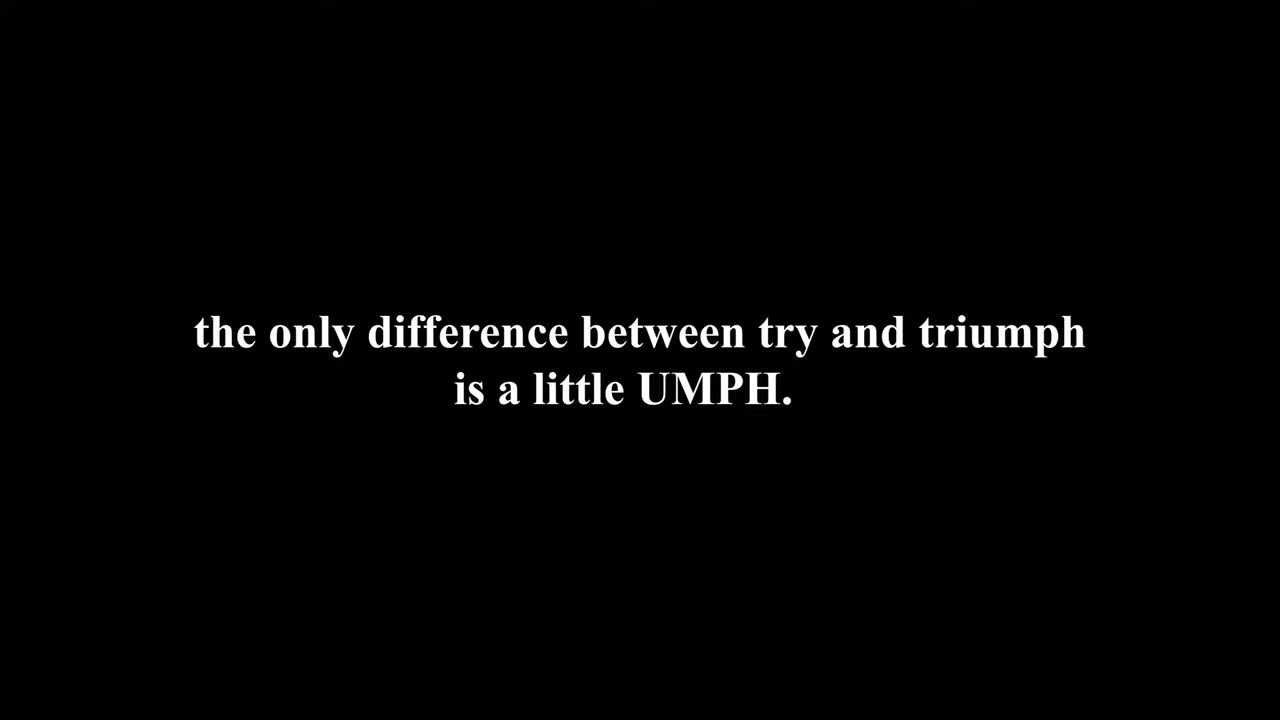 the only difference between try and triumph
is a little UMPH.